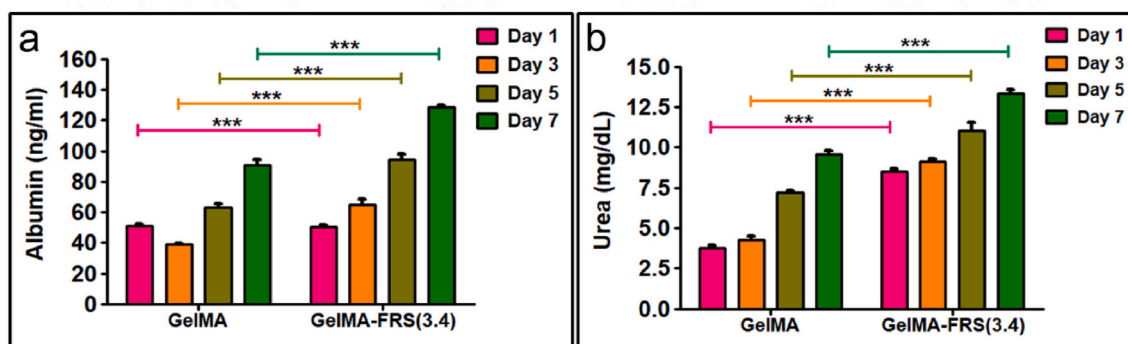 a
Albumin (ng/ml)
160
140
120
100
80
60
40
20
0
***
***
***
***
GelMA
GelMA-FRS(3.4)
Day 1
Day 3
Day 5
Day 7
b
Urea (mg/dL)
15.0
12.5
10.0
7.5
5.0
2.5
0.0
***
***
***
***
GelMA
GelMA-FRS(3.4)
Day 1
Day 3
Day 5
Day 7